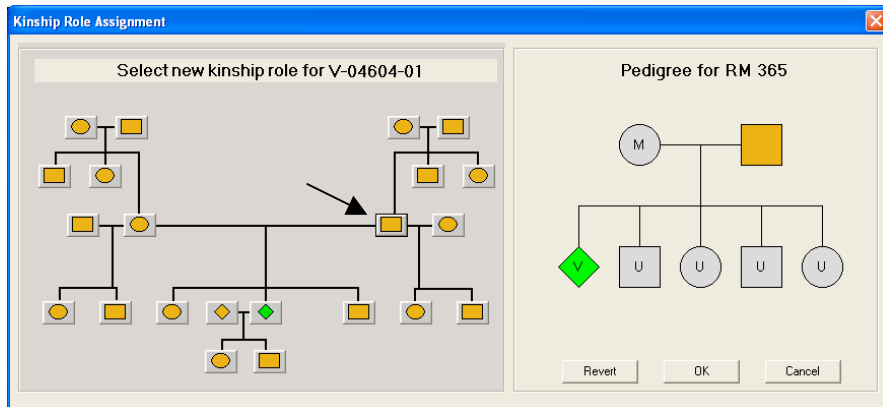 Kinship Role Assignment
Select new kinship role for V-04604-01
Pedigree for RM 365
M
V U U U U
Revert OK Cancel